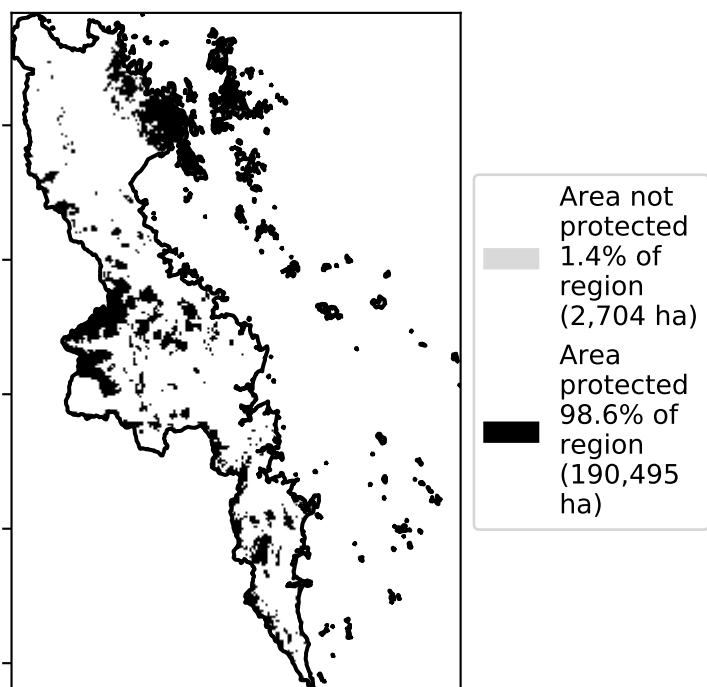 Area not
protected
1.4% of
region
(2,704 ha)
Area
protected
98.6% of
region
(190,495
ha)